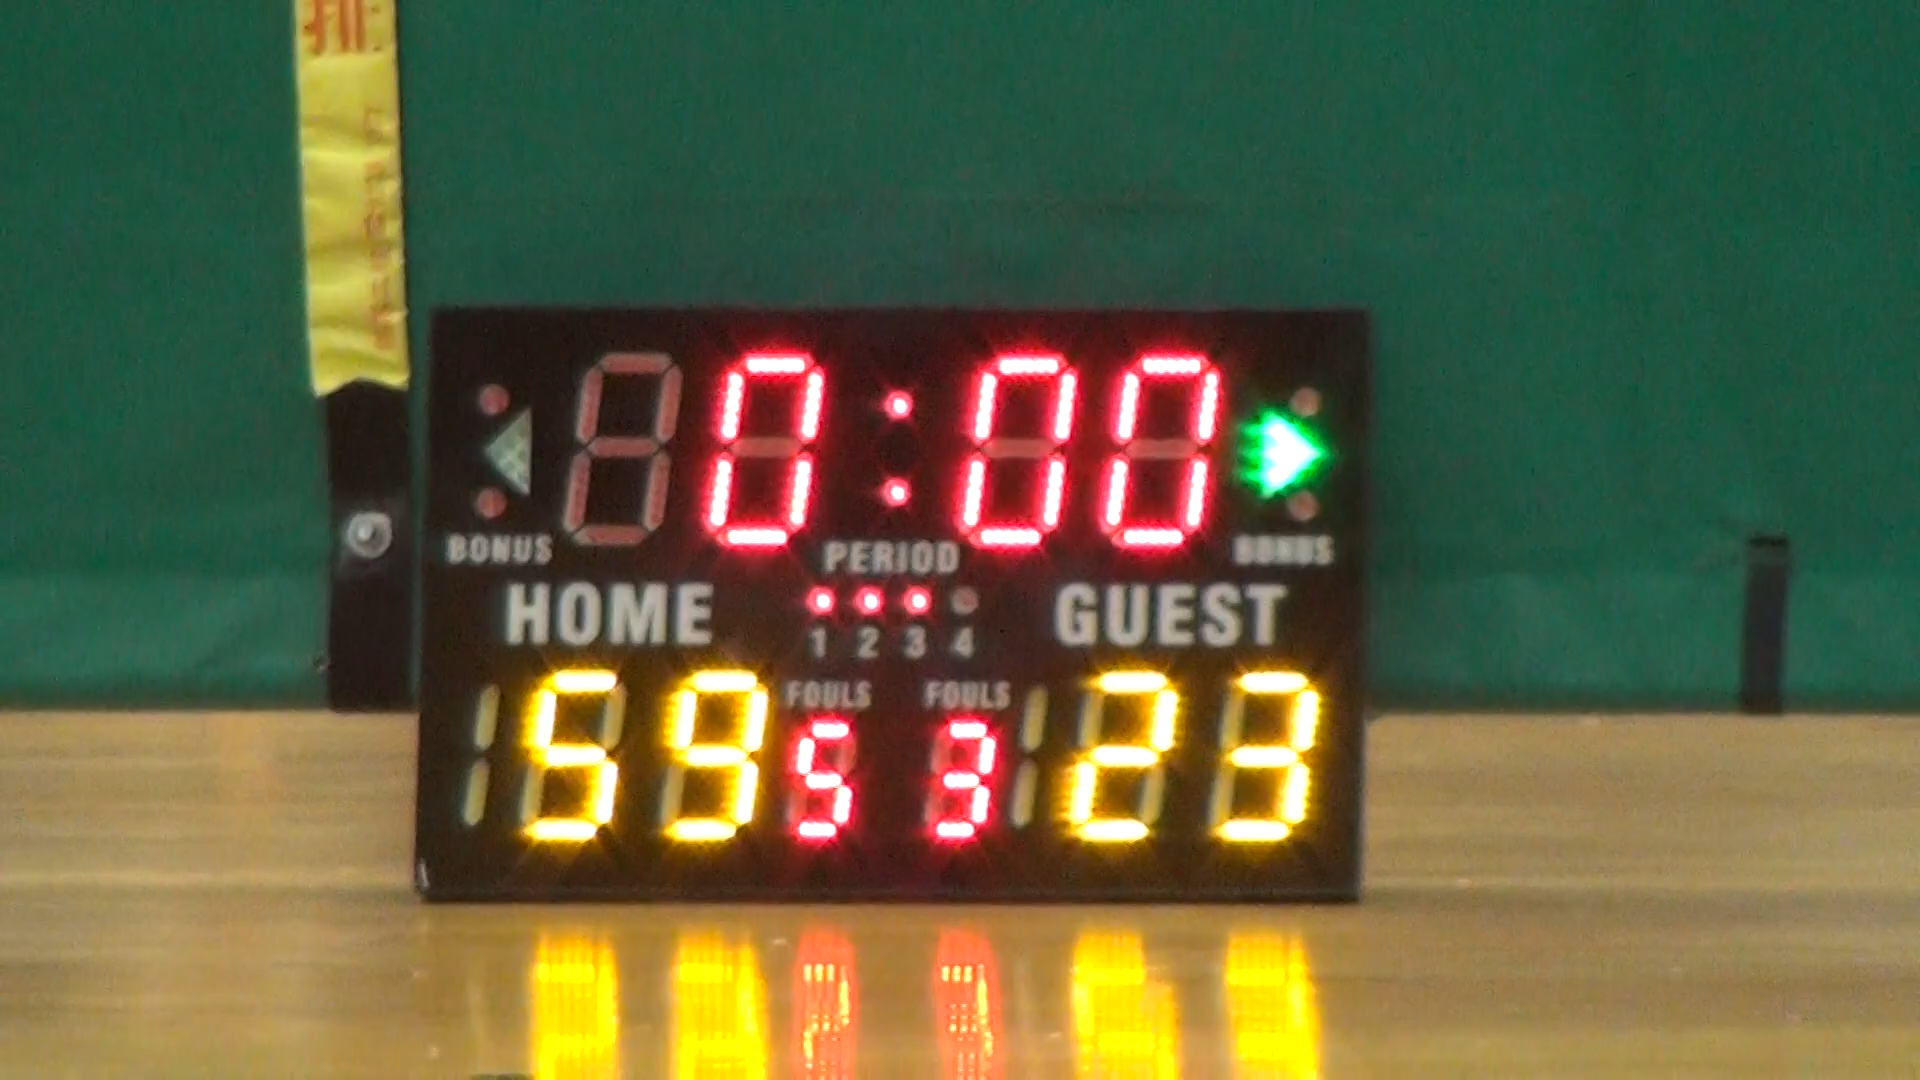 0:00
BONUS PERIOD BONUS
HOME GUEST
1 2 3 4
FOULS FOULS
59 5 3 23